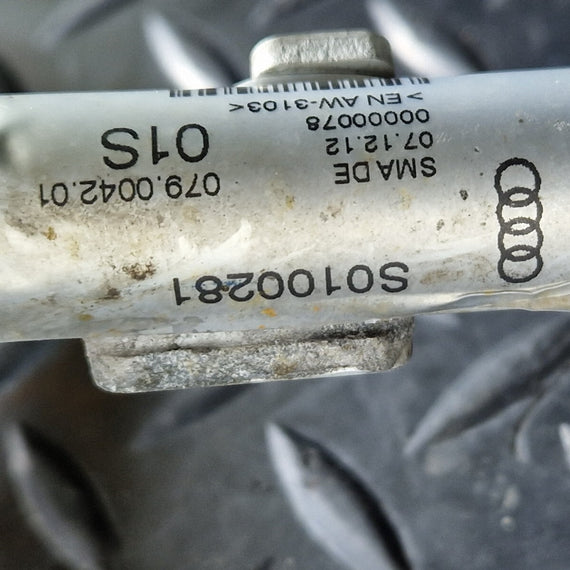 S0100281
SMA DE
07.12.12
00000078
>EN AW-3103<
079.0042.01
01S